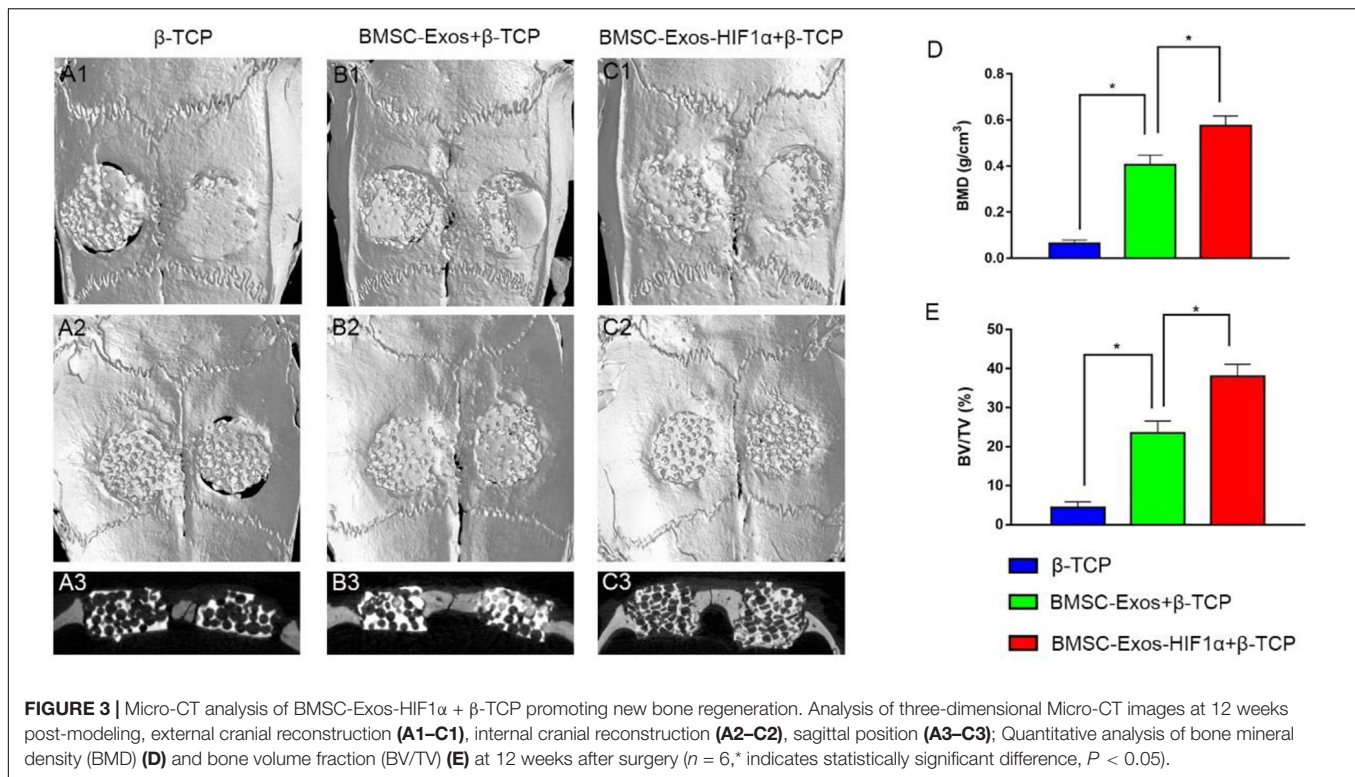 β-TCP
BMSC-Exos+β-TCP
BMSC-Exos-HIF1α+β-TCP
A1
B1
C1
A2
B2
C2
A3
B3
C3
D
BMD (g/cm³)
0.8
0.6
0.4
0.2
0.0
*
*
E
BV/TV (%)
50
40
30
20
10
0
*
*
β-TCP
BMSC-Exos+β-TCP
BMSC-Exos-HIF1α+β-TCP
FIGURE 3 | Micro-CT analysis of BMSC-Exos-HIF1α + β-TCP promoting new bone regeneration. Analysis of three-dimensional Micro-CT images at 12 weeks
post-modeling, external cranial reconstruction (A1–C1), internal cranial reconstruction (A2–C2), sagittal position (A3–C3); Quantitative analysis of bone mineral
density (BMD) (D) and bone volume fraction (BV/TV) (E) at 12 weeks after surgery (n = 6,* indicates statistically significant difference, P < 0.05).